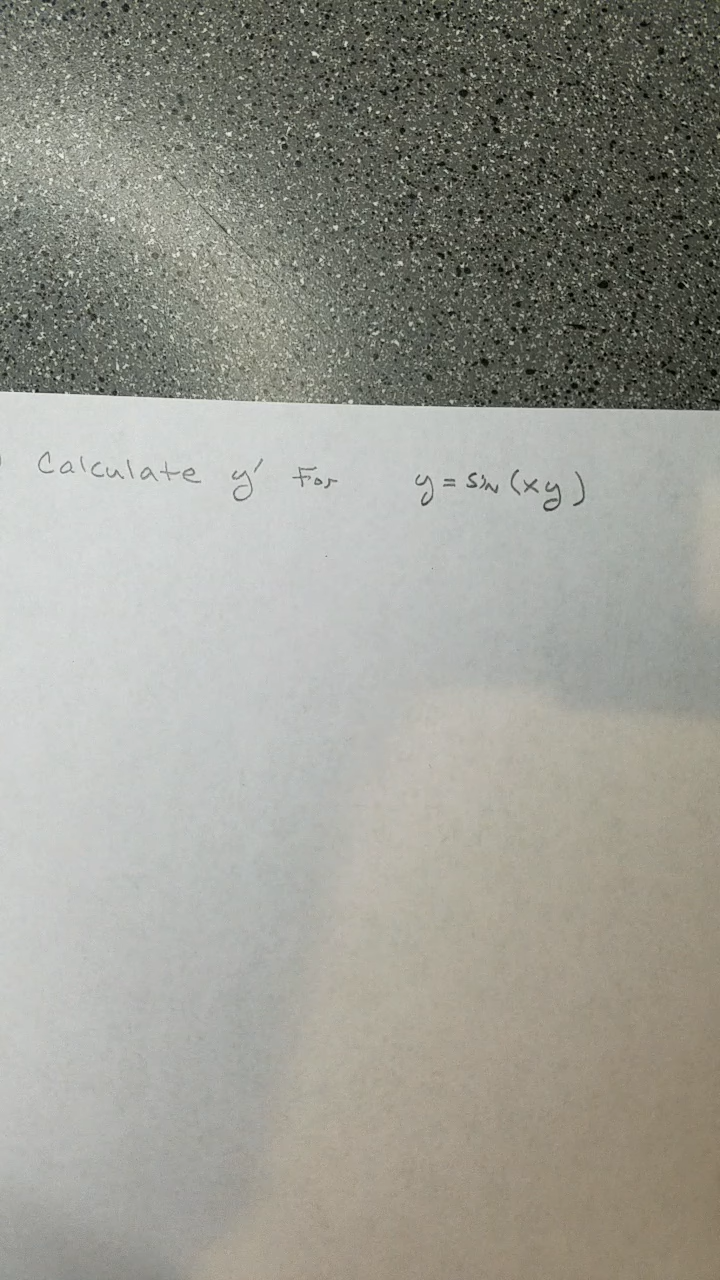 Calculate y' For y = sin (xy)